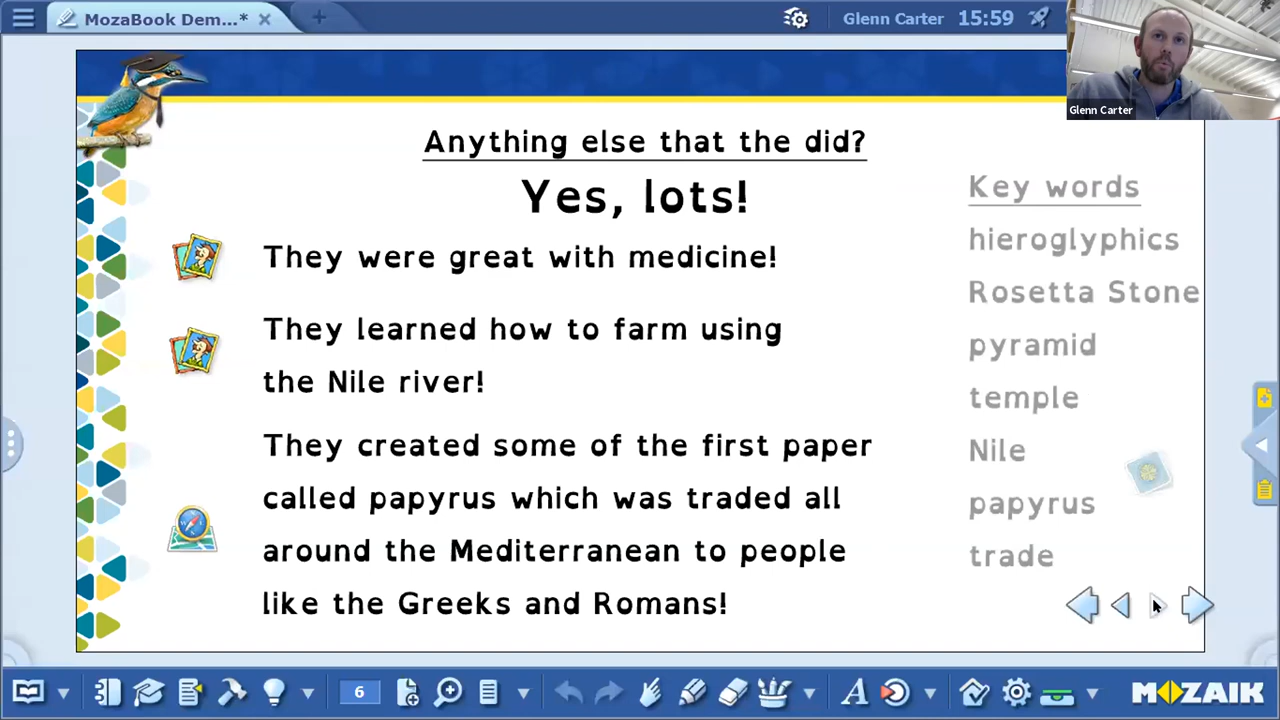 MozaBook Dem...*
Glenn Carter 15:59
Glenn Carter
Anything else that the did?
Yes, lots!
They were great with medicine!
They learned how to farm using
the Nile river!
They created some of the first paper
called papyrus which was traded all
around the Mediterranean to people
like the Greeks and Romans!
Key words
hieroglyphics
Rosetta Stone
pyramid
temple
Nile
papyrus
trade
6
MOZAIK